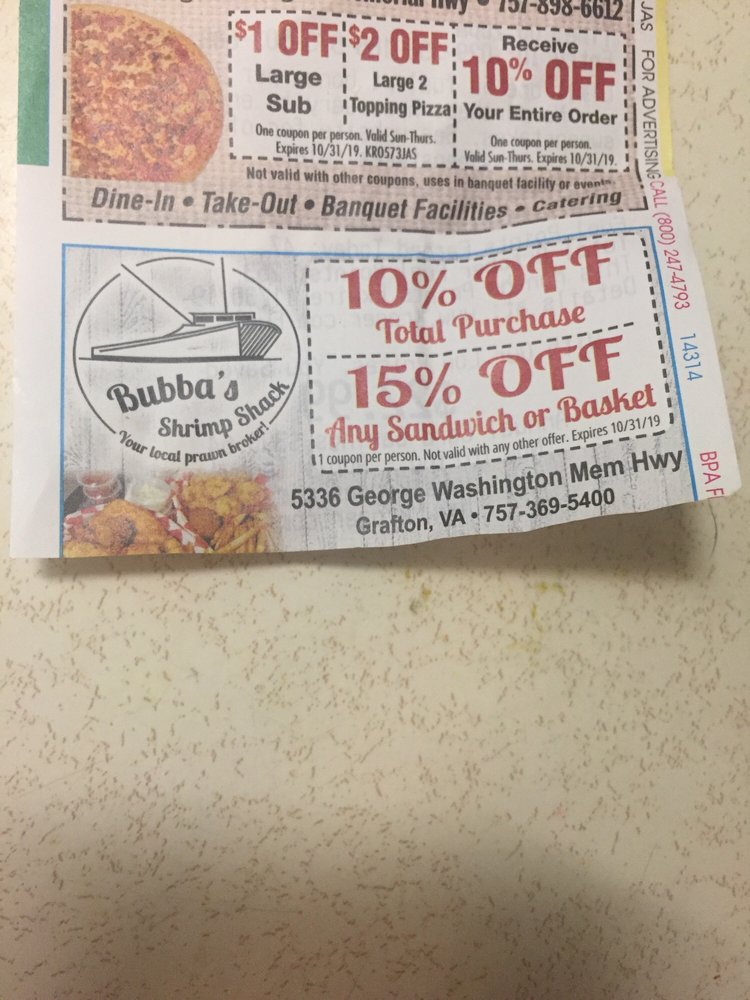 Hwy • 757-898-6612
$1 OFF
Large
Sub
$2 OFF
Large 2
Topping Pizza
One coupon per person. Valid Sun-Thurs.
Expires 10/31/19. KR0573JAS
Receive
10% OFF
Your Entire Order
One coupon per person.
Valid Sun-Thurs. Expires 10/31/19.
Not valid with other coupons, uses in banquet facility or events.
Dine-In • Take-Out • Banquet Facilities • Catering
JAS FOR ADVERTISING CALL (800) 247-4793 14314 BPA
Bubba's
Shrimp Shack
Your local prawn broker!
10% OFF
Total Purchase
15% OFF
Any Sandwich or Basket
1 coupon per person. Not valid with any other offer. Expires 10/31/19
5336 George Washington Mem Hwy
Grafton, VA • 757-369-5400